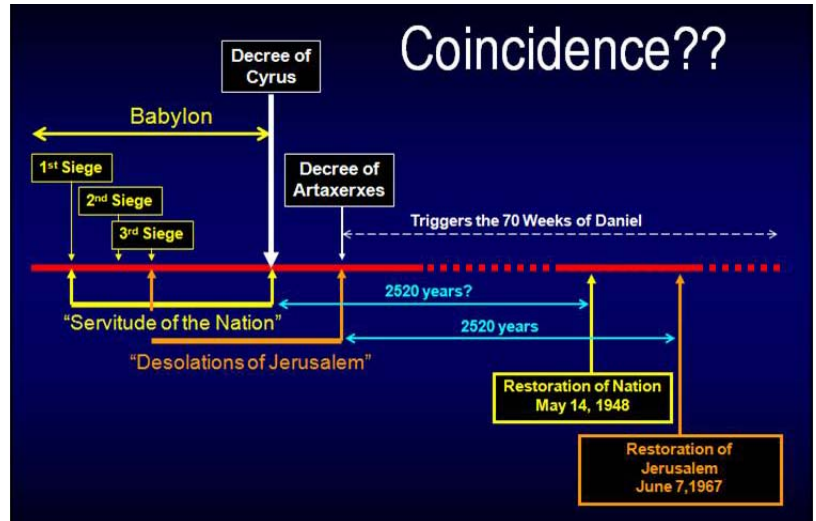 Coincidence??
Decree of
Cyrus
Babylon
1st Siege
2nd Siege
3rd Siege
Decree of
Artaxerxes
Triggers the 70 Weeks of Daniel
2520 years?
"Servitude of the Nation"
2520 years
"Desolations of Jerusalem"
Restoration of Nation
May 14, 1948
Restoration of
Jerusalem
June 7,1967